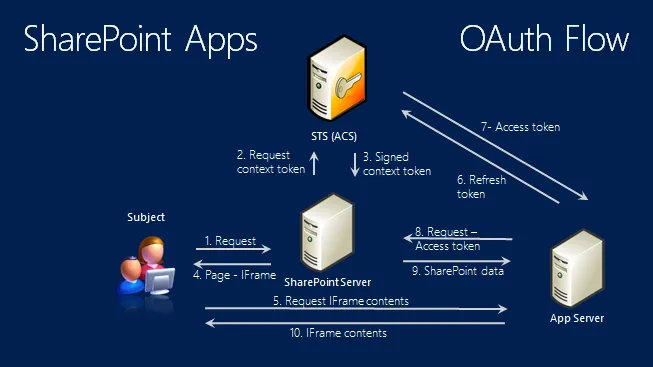 SharePoint Apps
OAuth Flow
STS (ACS)
7- Access token
2. Request
context token
3. Signed
context token
6. Refresh
token
Subject
1. Request
8. Request –
Access token
4. Page - IFrame
SharePoint Server
9. SharePoint data
5. Request IFrame contents
App Server
10. IFrame contents